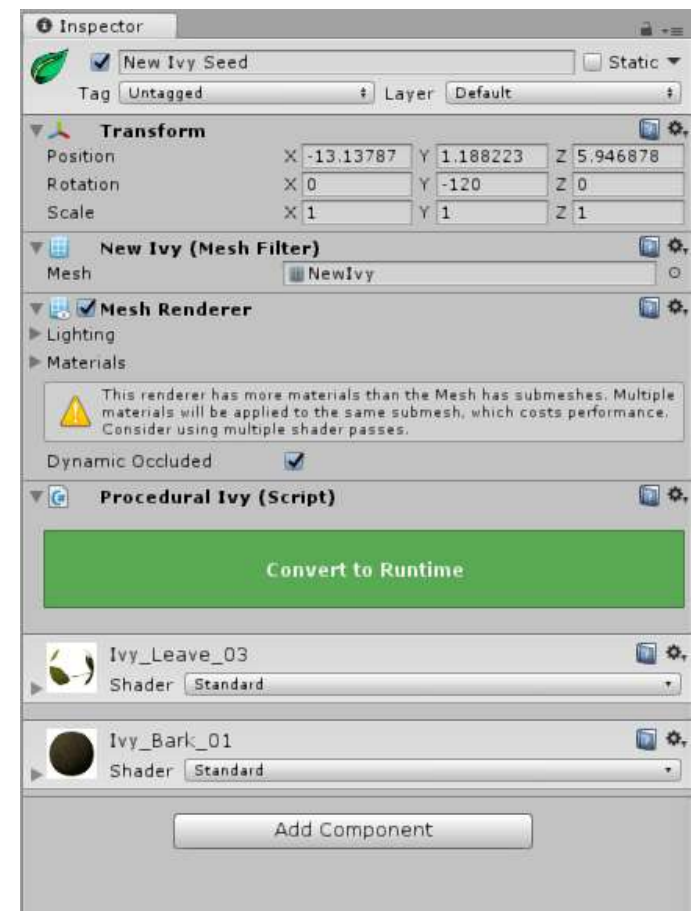 Inspector
New Ivy Seed Static
Tag Untagged Layer Default
Transform
Position X -13.13787 Y 1.188223 Z 5.946878
Rotation X 0 Y -120 Z 0
Scale X 1 Y 1 Z 1
New Ivy (Mesh Filter)
Mesh NewIvy
Mesh Renderer
Lighting
Materials
This renderer has more materials than the Mesh has submeshes. Multiple
materials will be applied to the same submesh, which costs performance.
Consider using multiple shader passes.
Dynamic Occluded
Procedural Ivy (Script)
Convert to Runtime
Ivy_Leave_03
Shader Standard
Ivy_Bark_01
Shader Standard
Add Component